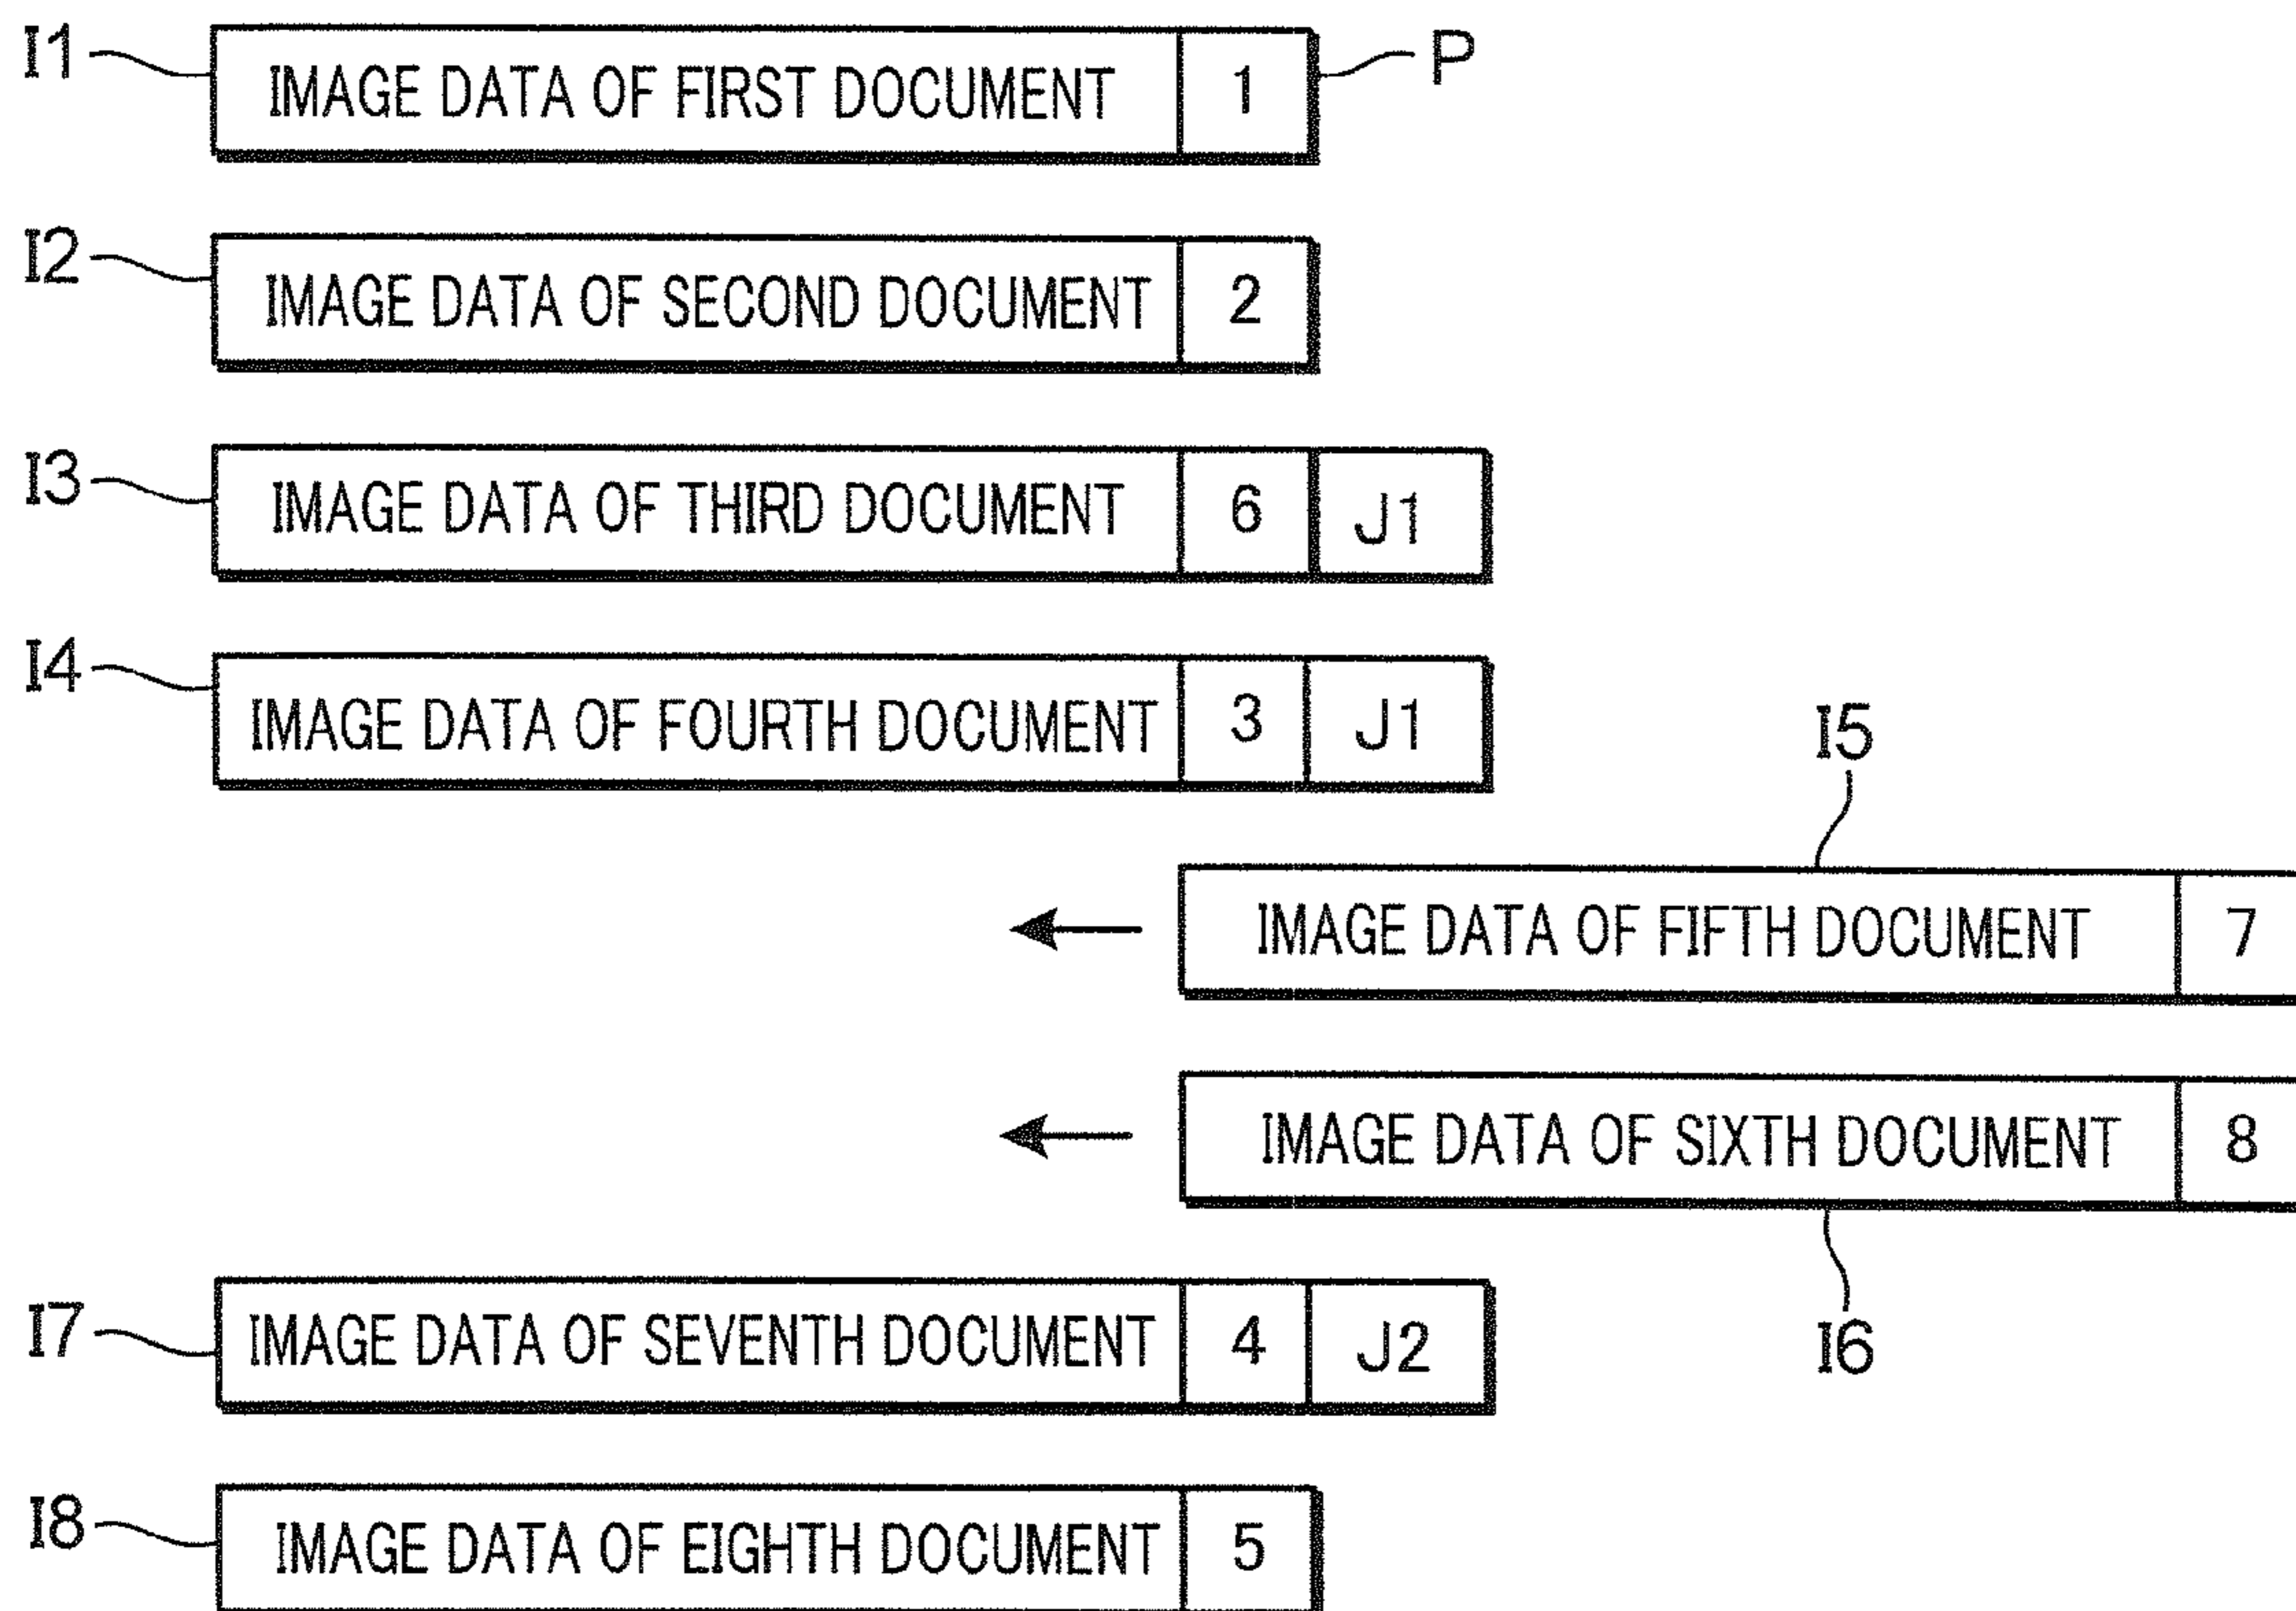 I1 IMAGE DATA OF FIRST DOCUMENT 1 P
I2 IMAGE DATA OF SECOND DOCUMENT 2
I3 IMAGE DATA OF THIRD DOCUMENT 6 J1
I4 IMAGE DATA OF FOURTH DOCUMENT 3 J1
I5
IMAGE DATA OF FIFTH DOCUMENT 7
IMAGE DATA OF SIXTH DOCUMENT 8
I6
I7 IMAGE DATA OF SEVENTH DOCUMENT 4 J2
I8 IMAGE DATA OF EIGHTH DOCUMENT 5